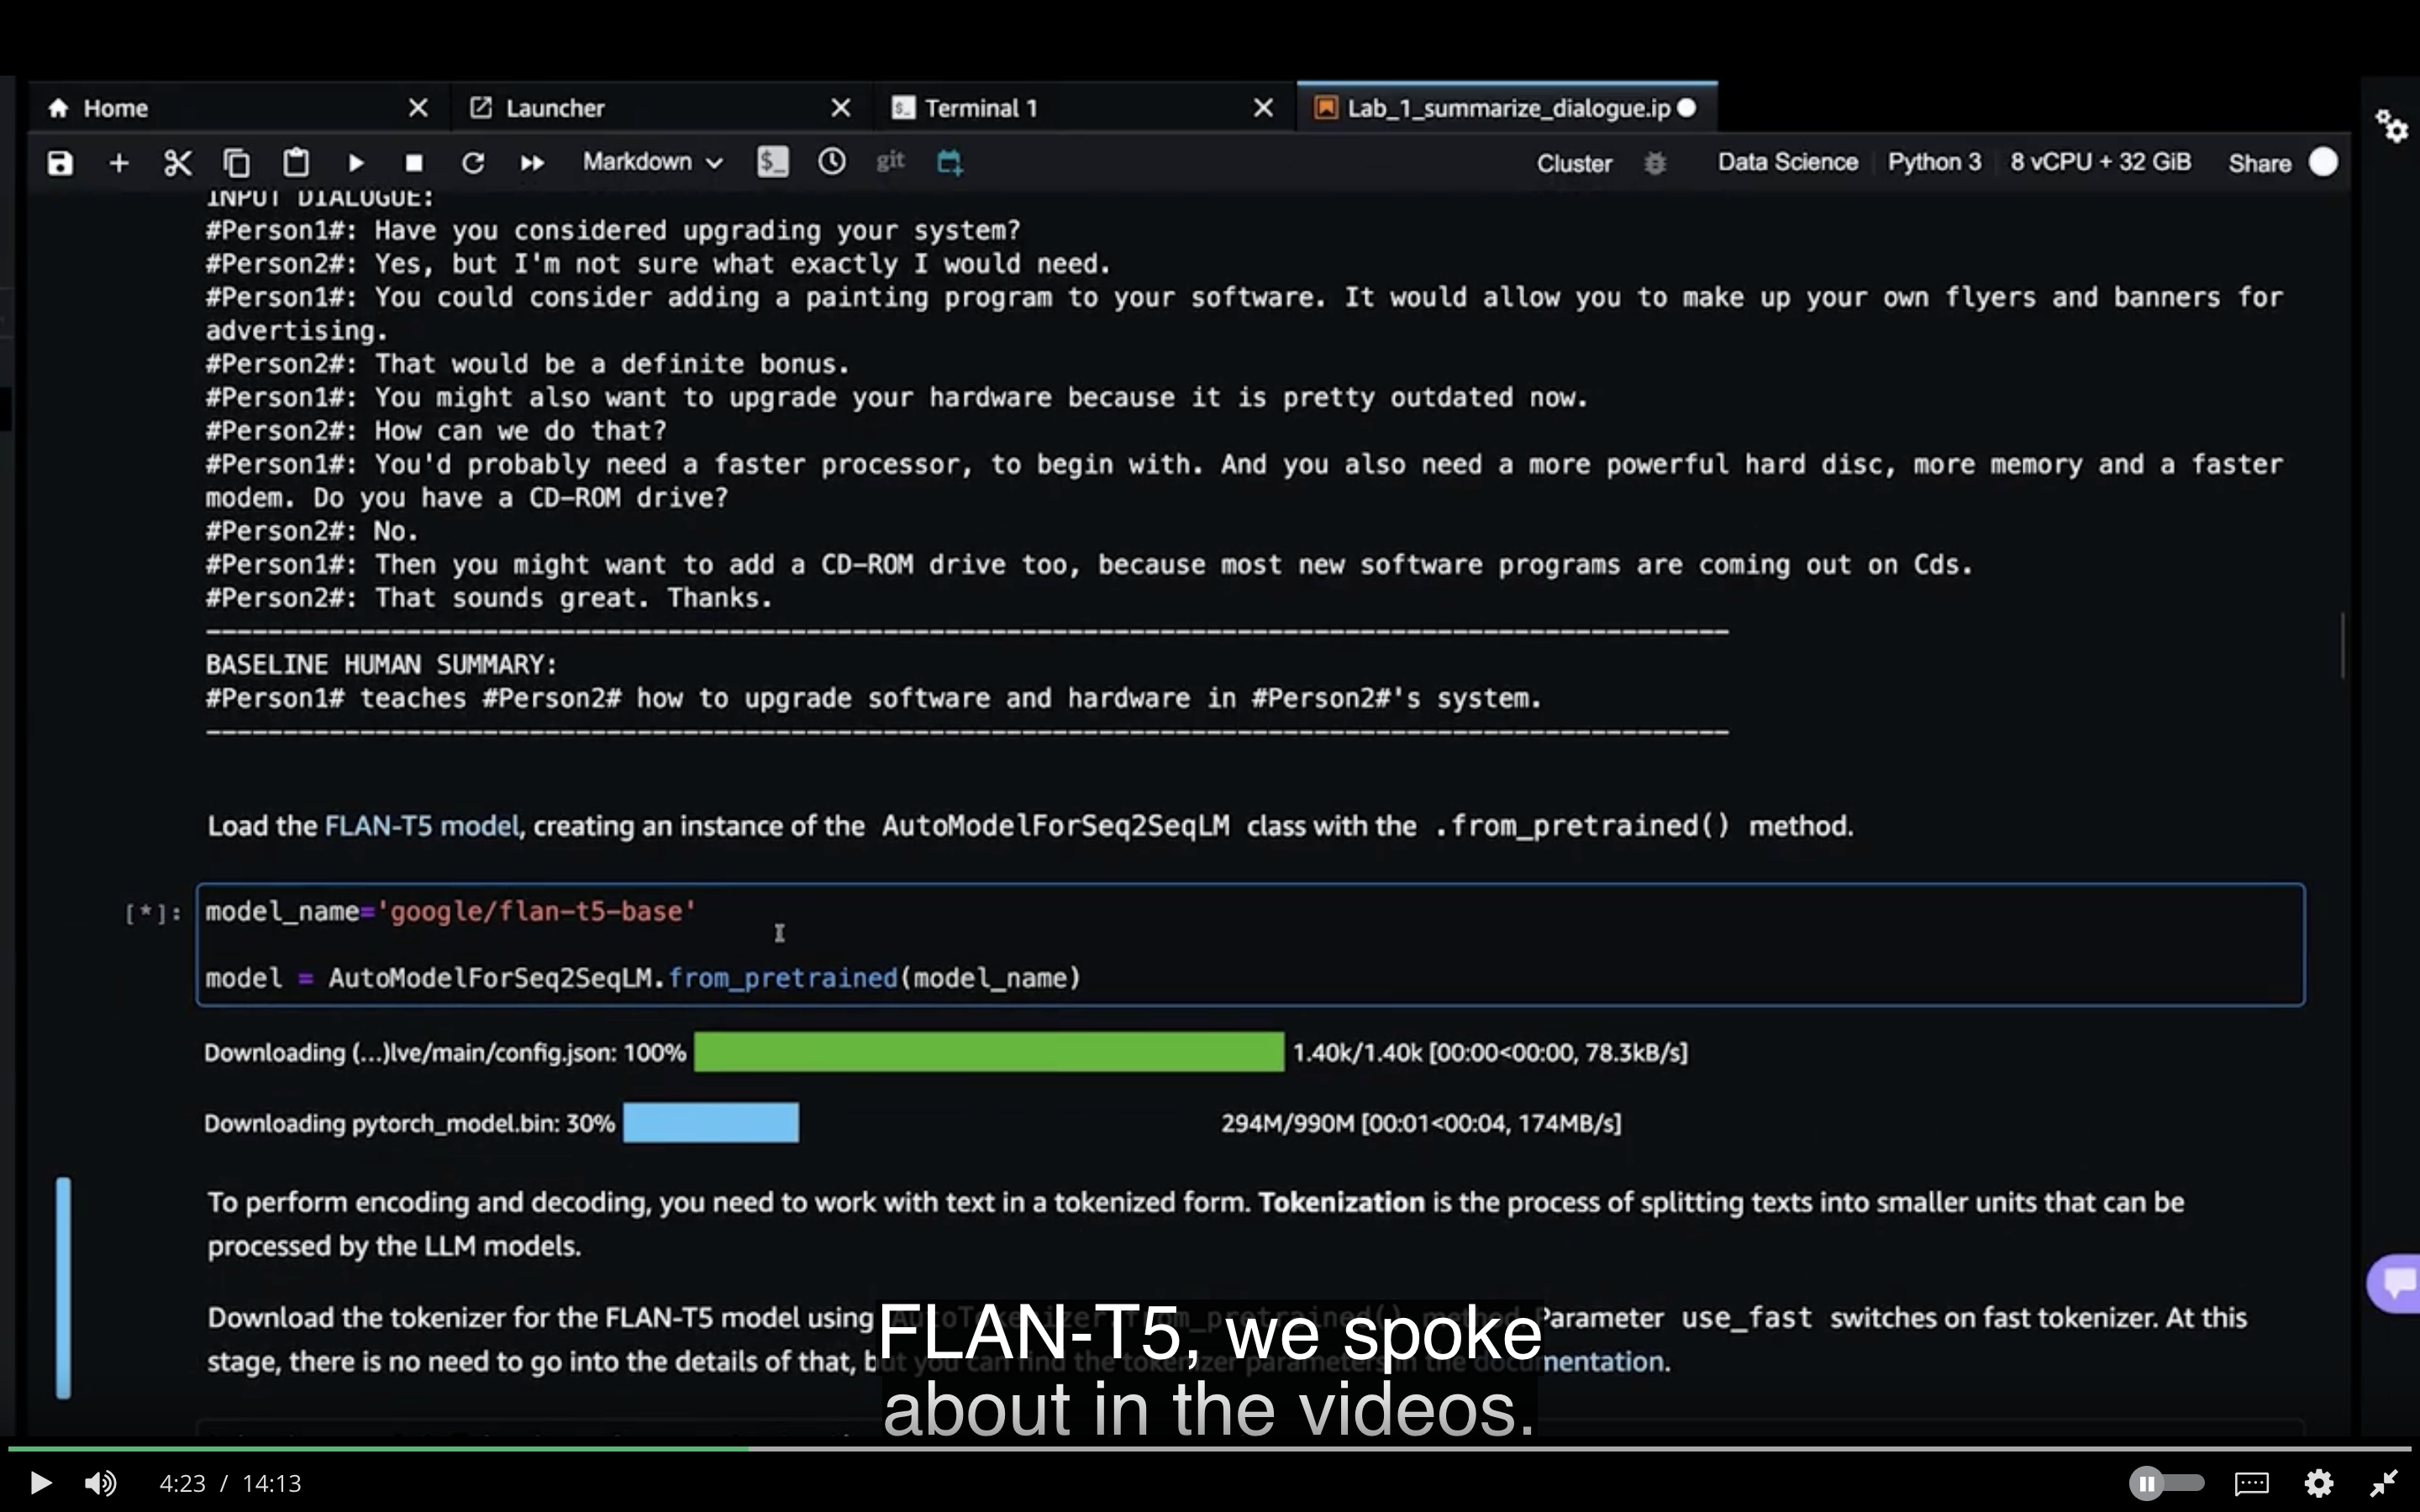 Home
Launcher
Terminal 1
Lab_1_summarize_dialogue.ip
Markdown
git
Cluster
Data Science
Python 3
8 vCPU + 32 GiB
Share
INPUT DIALOGUE:
#Person1#: Have you considered upgrading your system?
#Person2#: Yes, but I'm not sure what exactly I would need.
#Person1#: You could consider adding a painting program to your software. It would allow you to make up your own flyers and banners for
advertising.
#Person2#: That would be a definite bonus.
#Person1#: You might also want to upgrade your hardware because it is pretty outdated now.
#Person2#: How can we do that?
#Person1#: You'd probably need a faster processor, to begin with. And you also need a more powerful hard disc, more memory and a faster
modem. Do you have a CD-ROM drive?
#Person2#: No.
#Person1#: Then you might want to add a CD-ROM drive too, because most new software programs are coming out on Cds.
#Person2#: That sounds great. Thanks.
BASELINE HUMAN SUMMARY:
#Person1# teaches #Person2# how to upgrade software and hardware in #Person2#'s system.
Load the FLAN-T5 model, creating an instance of the AutoModelForSeq2SeqLM class with the .from_pretrained() method.
[*]:
model_name='google/flan-t5-base'
model = AutoModelForSeq2SeqLM.from_pretrained(model_name)
Downloading (...)lve/main/config.json: 100% 1.40k/1.40k [00:00<00:00, 78.3kB/s]
Downloading pytorch_model.bin: 30% 294M/990M [00:01<00:04, 174MB/s]
To perform encoding and decoding, you need to work with text in a tokenized form. Tokenization is the process of splitting texts into smaller units that can be
processed by the LLM models.
Download the tokenizer for the FLAN-T5 model using AutoTokenizer.from_pretrained() method. Parameter use_fast switches on fast tokenizer. At this
stage, there is no need to go into the details of that, but you can find the tokenizer parameters in the documentation.
FLAN-T5, we spoke
about in the videos.
4:23 / 14:13